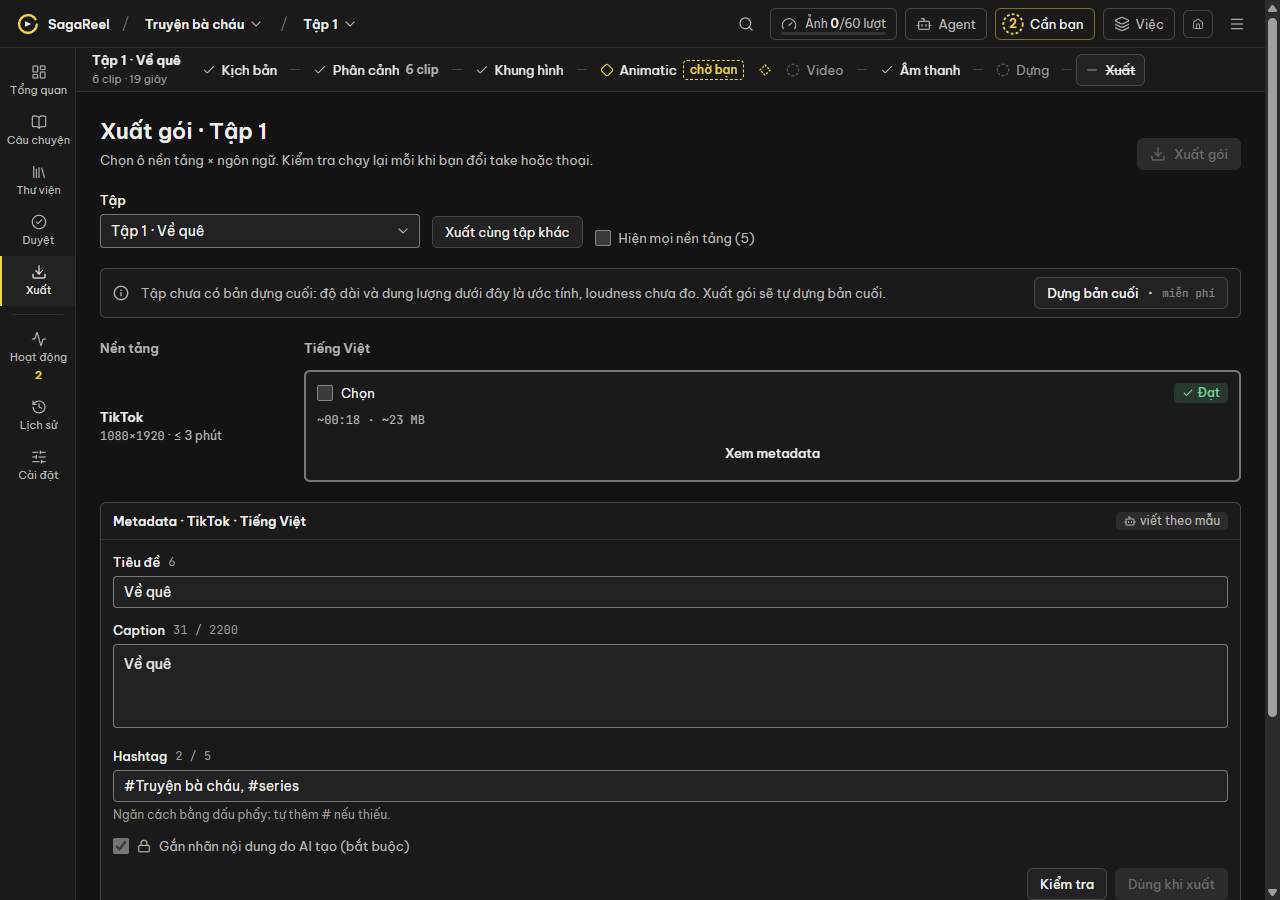 SagaReel / Truyện bà cháu / Tập 1
Ảnh 0/60 lượt
Agent
2 Cần bạn
Việc
Tập 1 · Về quê
6 clip · 19 giây
Kịch bản
Phân cảnh 6 clip
Khung hình
Animatic chờ bạn
Video
Âm thanh
Dựng
Xuất
Tổng quan
Câu chuyện
Thư viện
Duyệt
Xuất
Hoạt động
2
Lịch sử
Cài đặt
Xuất gói · Tập 1
Chọn ô nền tảng × ngôn ngữ. Kiểm tra chạy lại mỗi khi bạn đổi take hoặc thoại.
Xuất gói
Tập
Tập 1 · Về quê
Xuất cùng tập khác
Hiện mọi nền tảng (5)
Tập chưa có bản dựng cuối: độ dài và dung lượng dưới đây là ước tính, loudness chưa đo. Xuất gói sẽ tự dựng bản cuối.
Dựng bản cuối · miễn phí
Nền tảng
Tiếng Việt
TikTok
1080×1920 · ≤ 3 phút
Chọn
Đạt
~00:18 · ~23 MB
Xem metadata
Metadata · TikTok · Tiếng Việt
viết theo mẫu
Tiêu đề 6
Về quê
Caption 31 / 2200
Về quê
Hashtag 2 / 5
#Truyện bà cháu, #series
Ngăn cách bằng dấu phẩy; tự thêm # nếu thiếu.
Gắn nhãn nội dung do AI tạo (bắt buộc)
Kiểm tra
Dùng khi xuất